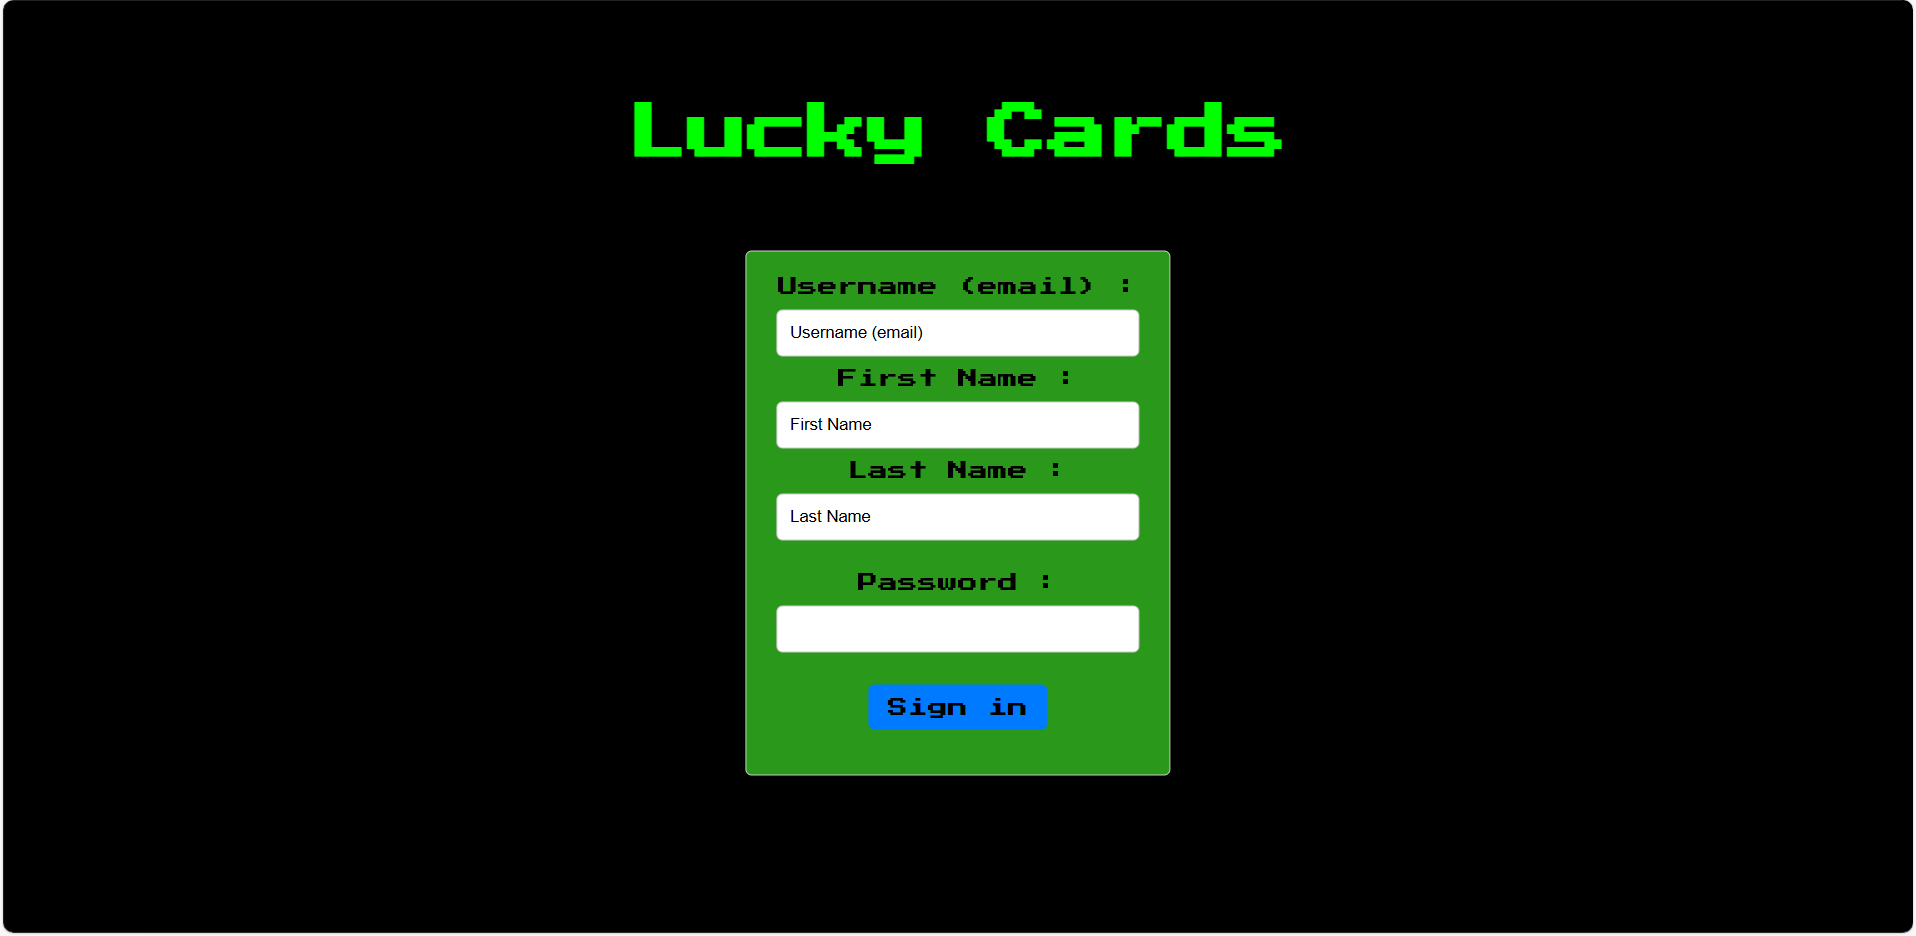 Lucky Cards
Username (email) :
Username (email)
First Name :
First Name
Last Name :
Last Name
Password :
Sign in